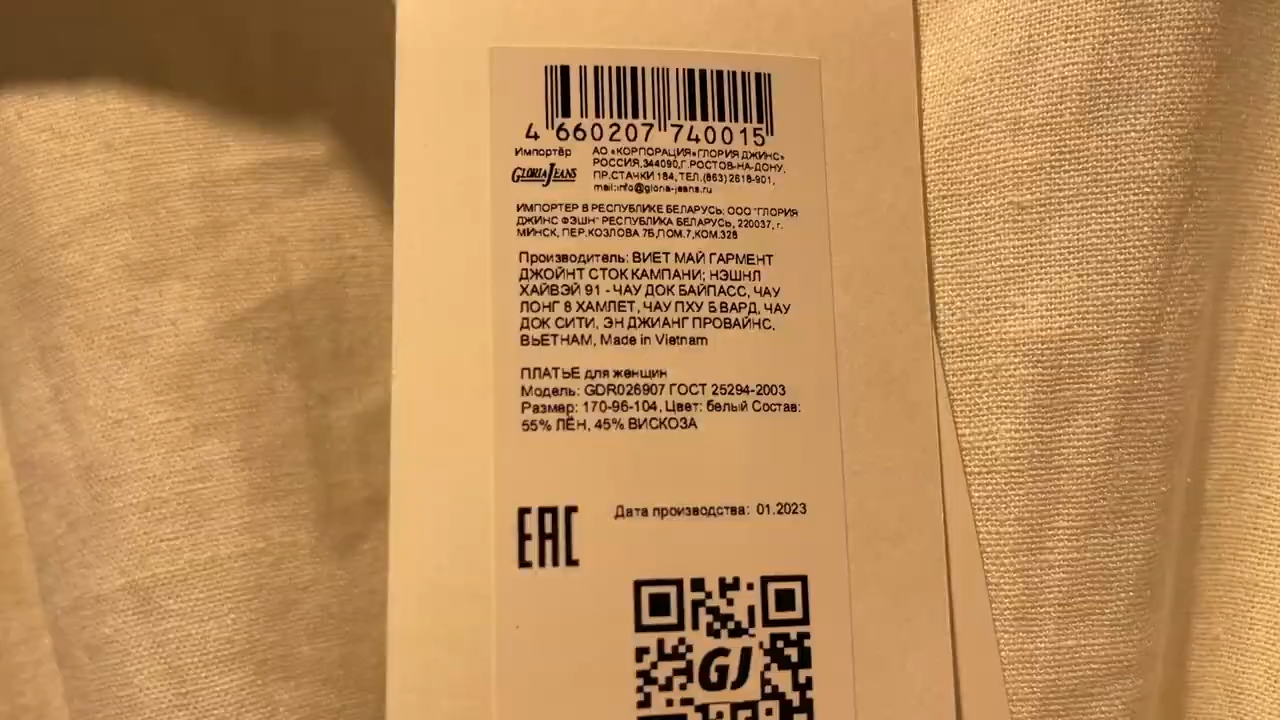 4 660207 740015
Импортёр
GLORIA JEANS
АО «КОРПОРАЦИЯ«ГЛОРИЯ ДЖИНС»
РОССИЯ,344090,Г.РОСТОВ-НА-ДОНУ,
ПР.СТАЧКИ 184, ТЕЛ.(863) 2618-901,
mail:info@gloria-jeans.ru
ИМПОРТЕР В РЕСПУБЛИКЕ БЕЛАРУСЬ: ООО "ГЛОРИЯ
ДЖИНС ФЭШН" РЕСПУБЛИКА БЕЛАРУСЬ, 220037, г.
МИНСК, ПЕР.КОЗЛОВА 7Б,ПОМ.7,КОМ.328
Производитель: ВИЕТ МАЙ ГАРМЕНТ
ДЖОЙНТ СТОК КАМПАНИ; НЭШНЛ
ХАЙВЭЙ 91 - ЧАУ ДОК БАЙПАСС, ЧАУ
ЛОНГ 8 ХАМЛЕТ, ЧАУ ПХУ Б ВАРД, ЧАУ
ДОК СИТИ, ЭН ДЖИАНГ ПРОВАЙНС,
ВЬЕТНАМ, Made in Vietnam
ПЛАТЬЕ для женщин
Модель: GDR026907 ГОСТ 25294-2003
Размер: 170-96-104, Цвет: белый Состав:
55% ЛЁН, 45% ВИСКОЗА
EAC
Дата производства: 01.2023
GJ